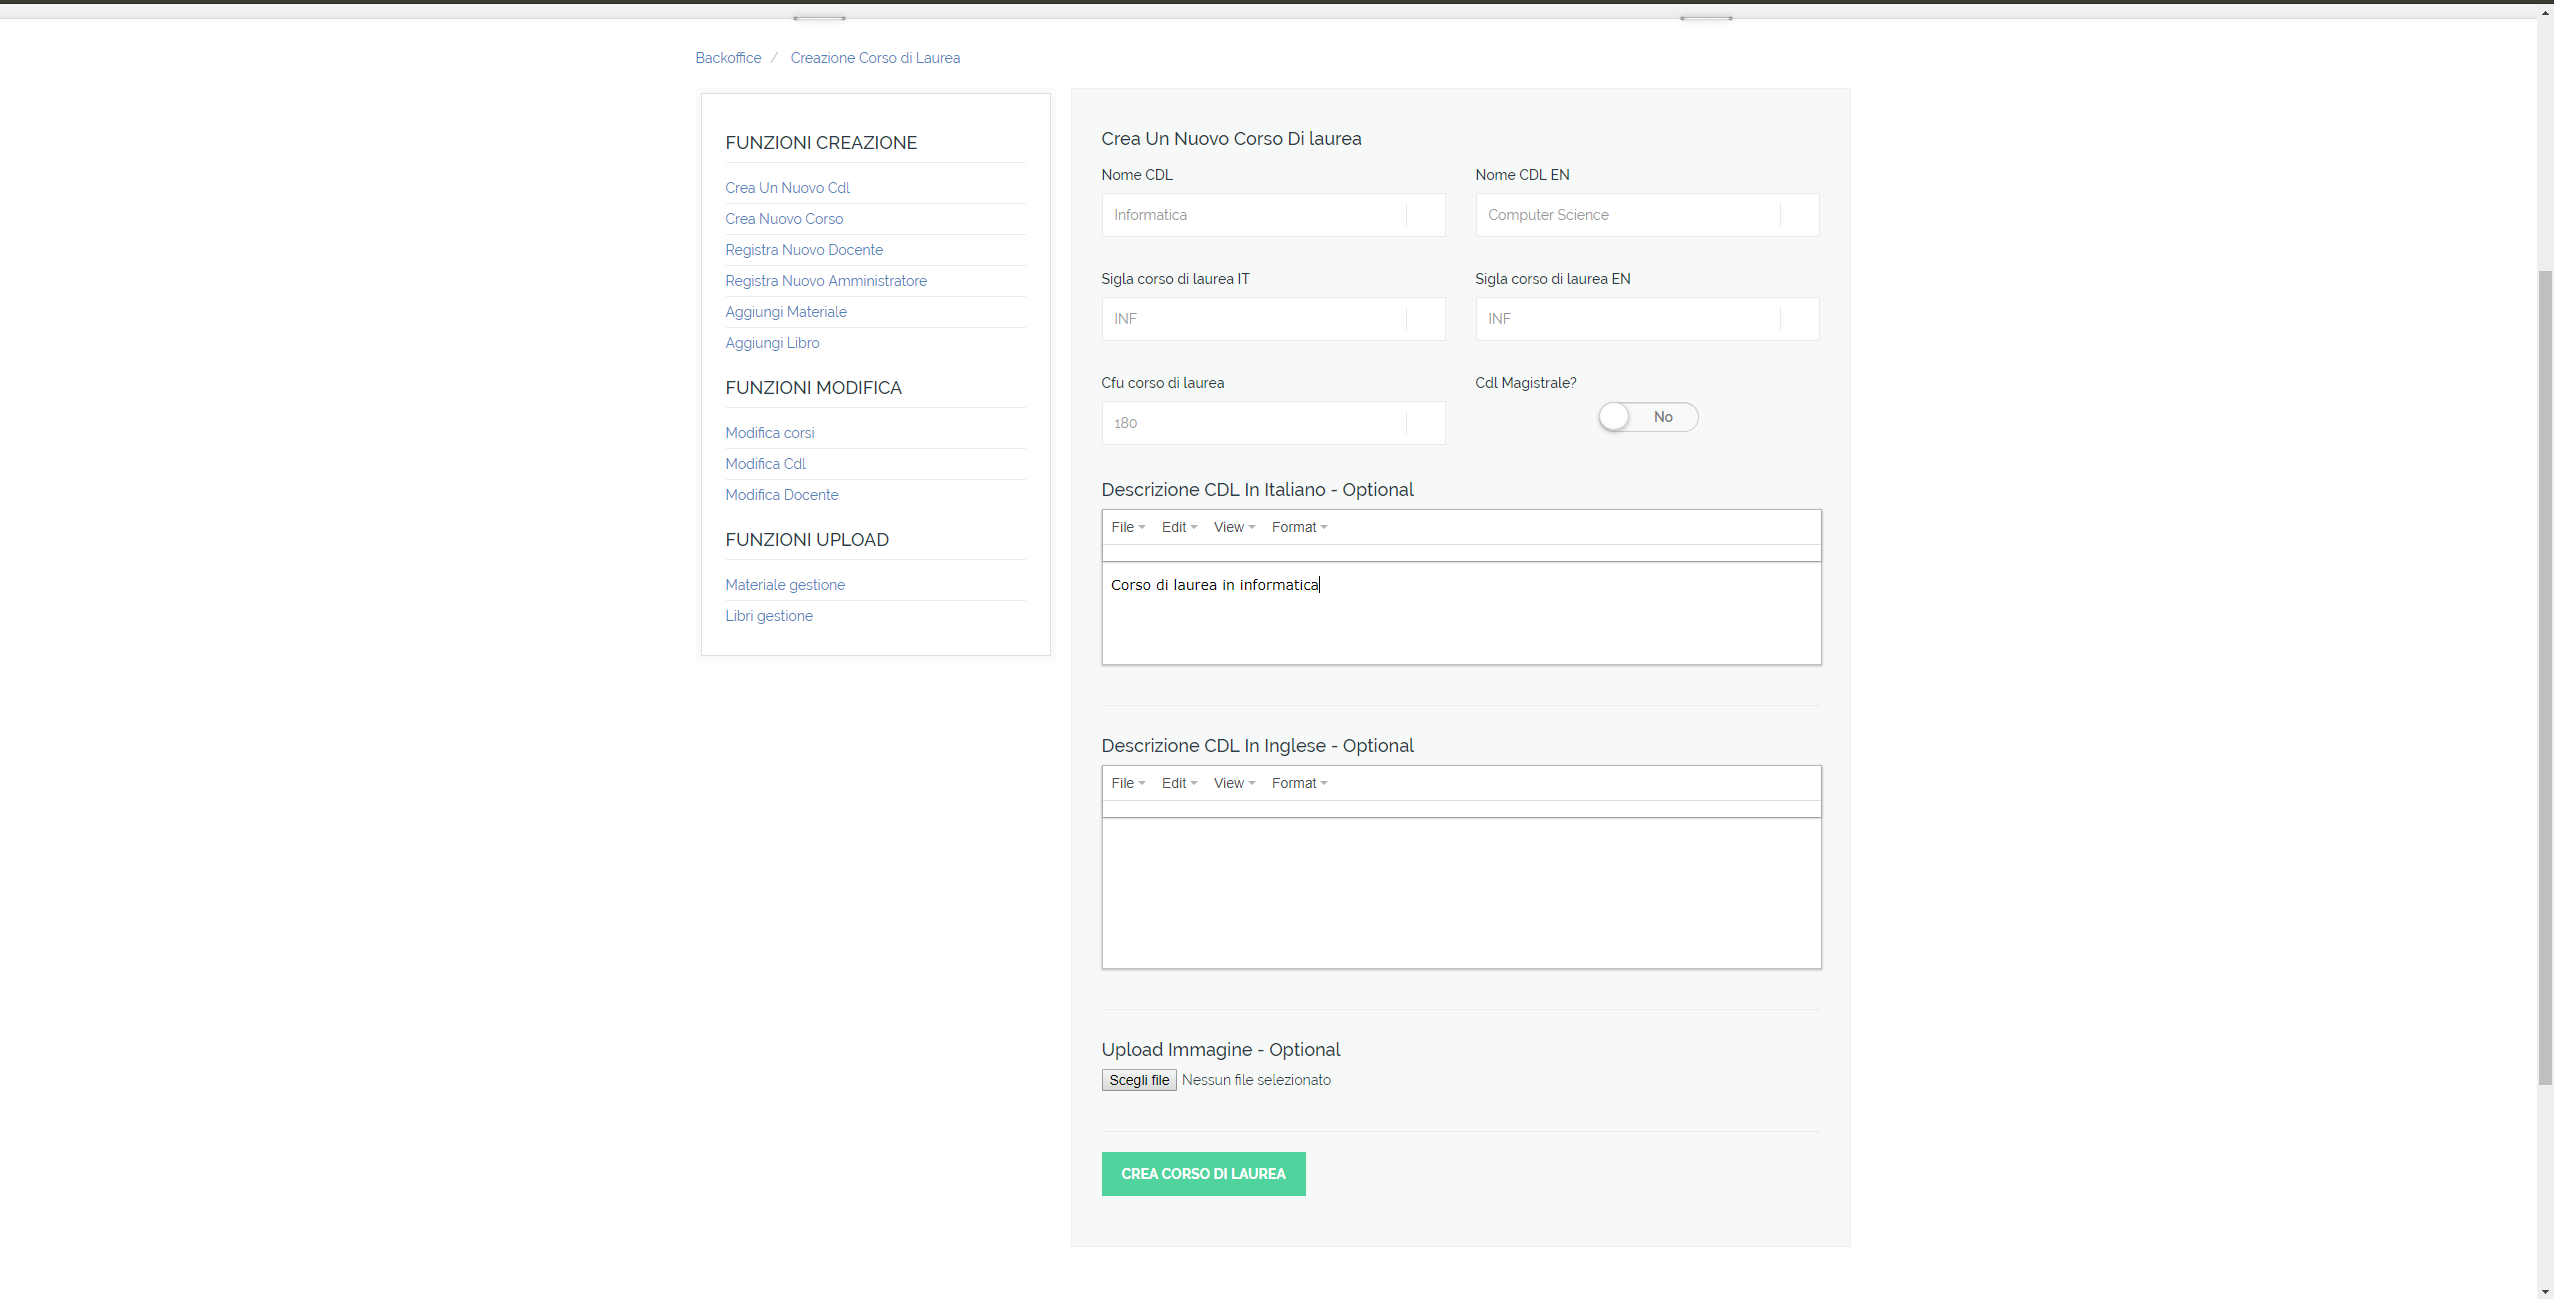 Backoffice / Creazione Corso di Laurea
FUNZIONI CREAZIONE
Crea Un Nuovo Cdl
Crea Nuovo Corso
Registra Nuovo Docente
Registra Nuovo Amministratore
Aggiungi Materiale
Aggiungi Libro
FUNZIONI MODIFICA
Modifica corsi
Modifica Cdl
Modifica Docente
FUNZIONI UPLOAD
Materiale gestione
Libri gestione
Crea Un Nuovo Corso Di laurea
Nome CDL
Nome CDL EN
Informatica
Computer Science
Sigla corso di laurea IT
Sigla corso di laurea EN
INF
INF
Cfu corso di laurea
Cdl Magistrale?
180
No
Descrizione CDL In Italiano - Optional
File Edit View Format
Corso di laurea in informatica
Descrizione CDL In Inglese - Optional
File Edit View Format
Upload Immagine - Optional
Scegli file Nessun file selezionato
CREA CORSO DI LAUREA